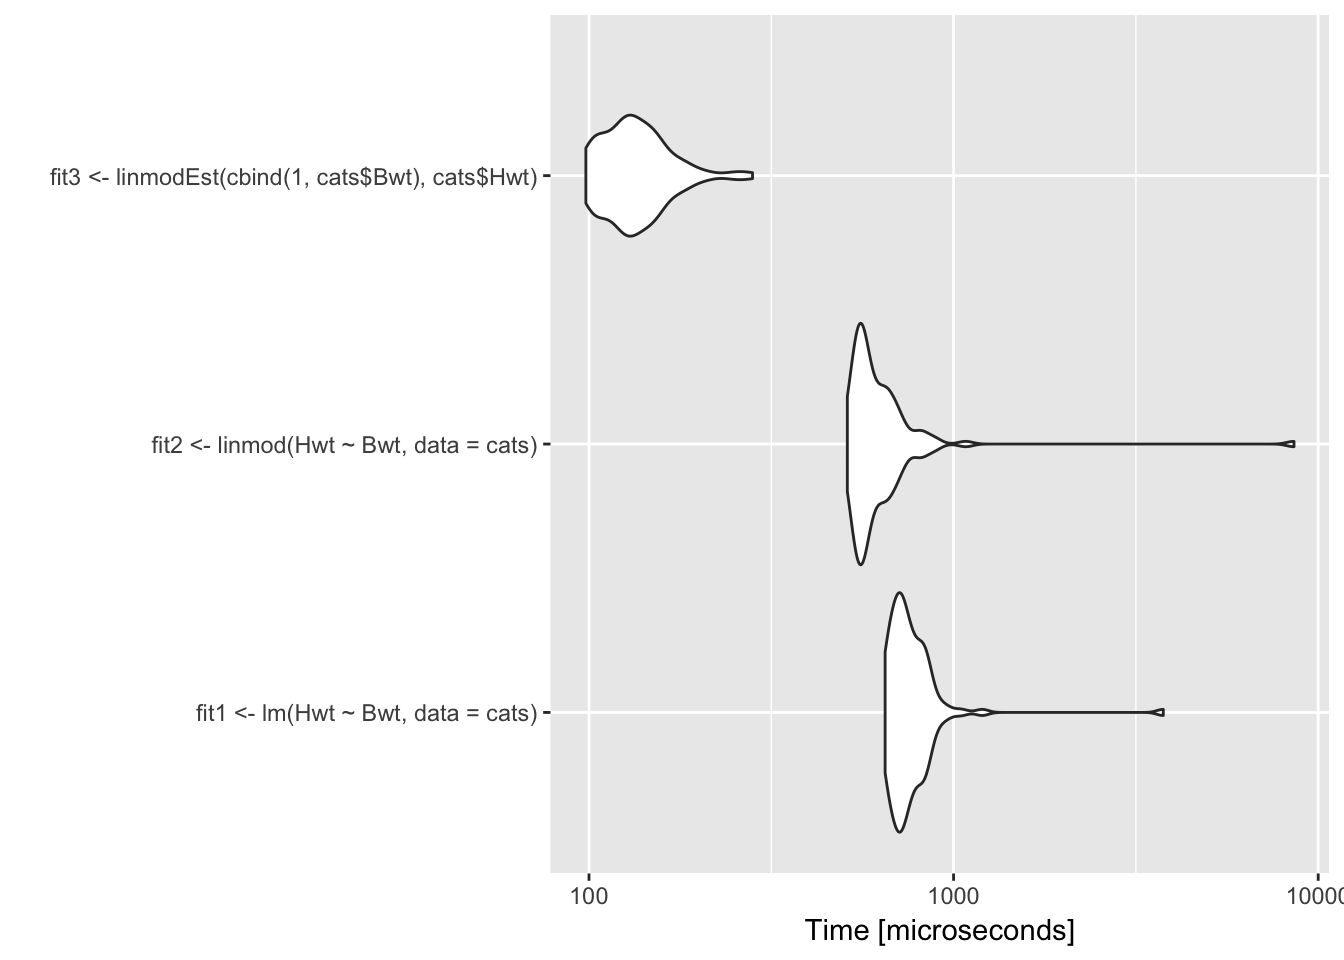 fit3 <- linmodEst(cbind(1, cats$Bwt), cats$Hwt)
fit2 <- linmod(Hwt ~ Bwt, data = cats)
fit1 <- lm(Hwt ~ Bwt, data = cats)
100 1000 10000
Time [microseconds]